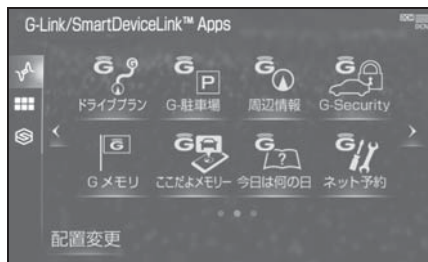 G-Link/SmartDeviceLink™ Apps
ドライブプラン G-駐車場 周辺情報 G-Security
P
Gメモリ ここだよメモリー 今日は何の日 ネット予約
配置変更